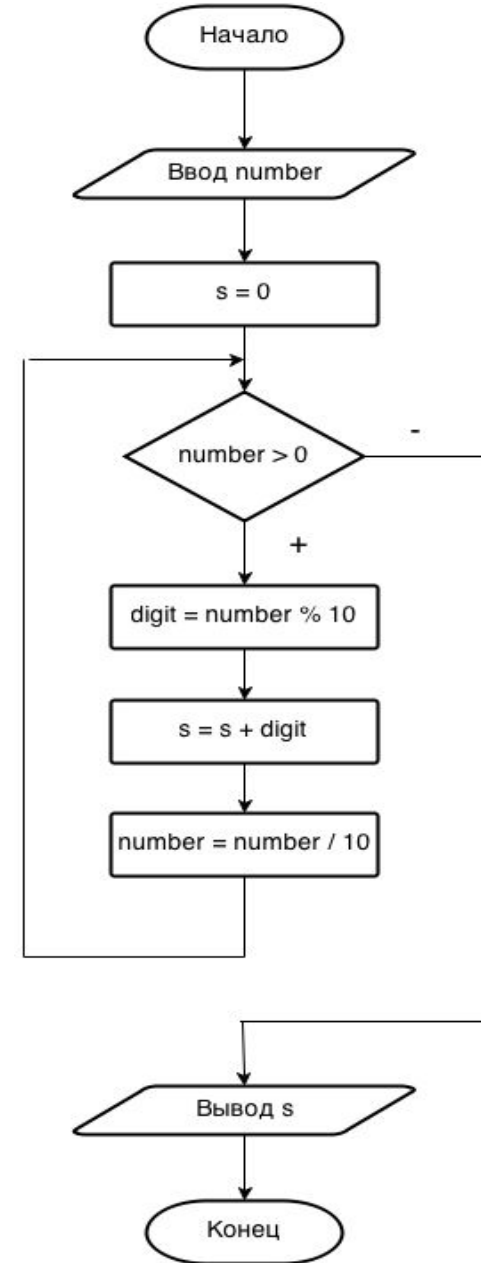 Начало
Ввод number
s = 0
number > 0
-
+
digit = number % 10
s = s + digit
number = number / 10
Вывод s
Конец